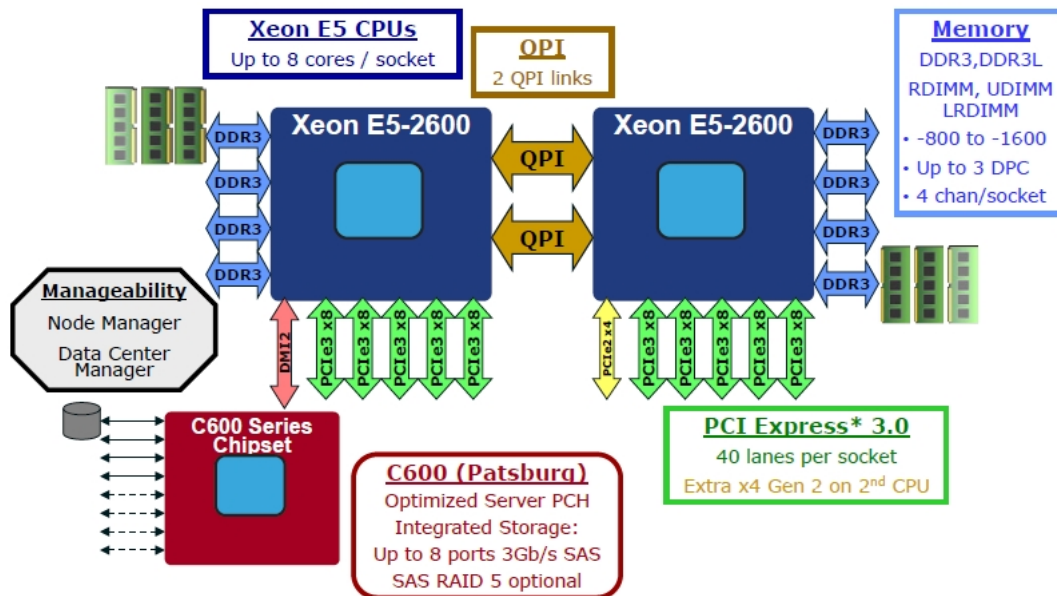 Xeon E5 CPUs
Up to 8 cores / socket
QPI
2 QPI links
Memory
DDR3,DDR3L
RDIMM, UDIMM
LRDIMM
• -800 to -1600
• Up to 3 DPC
• 4 chan/socket
Xeon E5-2600
Xeon E5-2600
DDR3
DDR3
DDR3
DDR3
QPI
QPI
DDR3
DDR3
DDR3
DDR3
Manageability
Node Manager
Data Center
Manager
DMI2
PCIe3 x8
PCIe3 x8
PCIe3 x8
PCIe3 x8
PCIe3 x8
PCIe2 x4
PCIe3 x8
PCIe3 x8
PCIe3 x8
PCIe3 x8
PCIe3 x8
C600 Series
Chipset
C600 (Patsburg)
Optimized Server PCH
Integrated Storage:
Up to 8 ports 3Gb/s SAS
SAS RAID 5 optional
PCI Express* 3.0
40 lanes per socket
Extra x4 Gen 2 on 2nd CPU